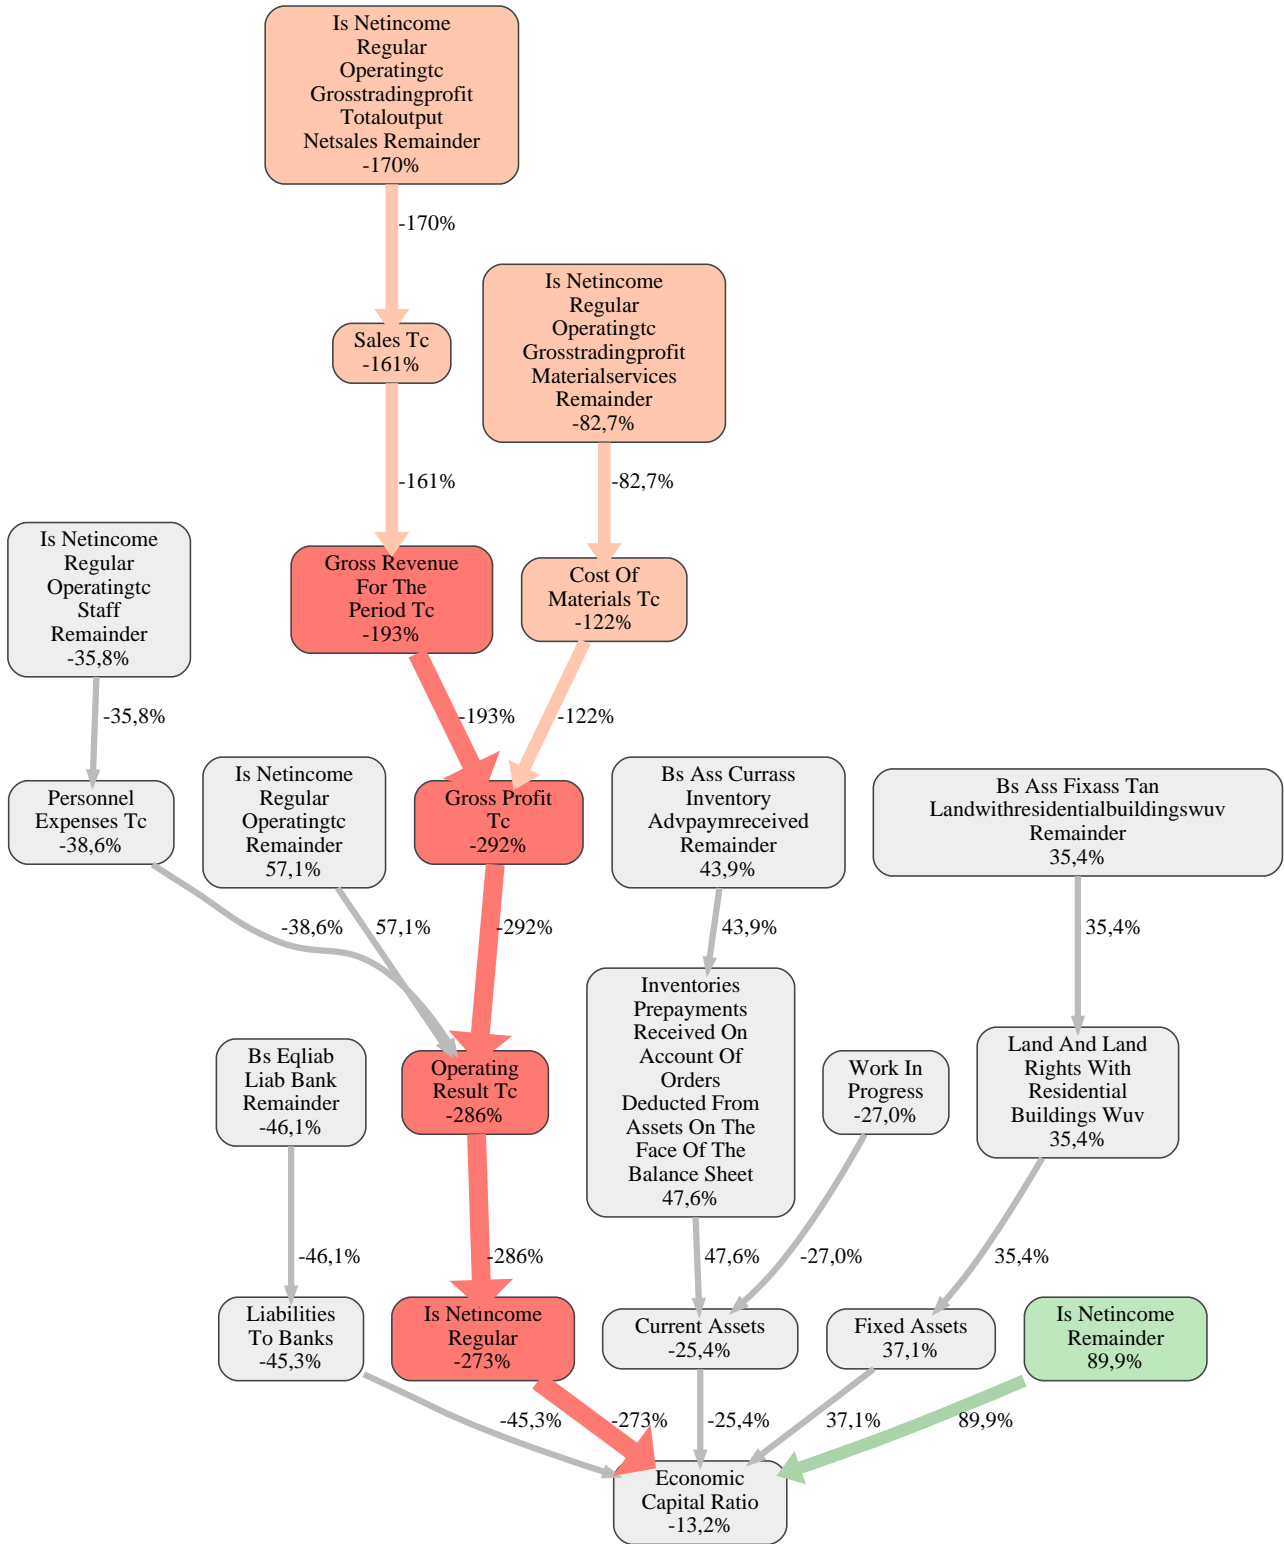 Is Netincome
Regular
Operatingtc
Grosstradingprofit
Totaloutput
Netsales Remainder
-170%
-170%
Is Netincome
Regular
Operatingtc
Grosstradingprofit
Materialservices
Remainder
-82,7%
Sales Tc
-161%
-161%
-82,7%
Is Netincome
Regular
Operatingtc
Staff
Remainder
-35,8%
Gross Revenue
For The
Period Tc
-193%
Cost Of
Materials Tc
-122%
-35,8%
-193%
-122%
Personnel
Expenses Tc
-38,6%
Is Netincome
Regular
Operatingtc
Remainder
57,1%
Gross Profit
Tc
-292%
Bs Ass Currass
Inventory
Advpaymreceived
Remainder
43,9%
Bs Ass Fixass Tan
Landwithresidentialbuildingswuv
Remainder
35,4%
-38,6%
57,1%
-292%
43,9%
35,4%
Bs Eqliab
Liab Bank
Remainder
-46,1%
Operating
Result Tc
-286%
Inventories
Prepayments
Received On
Account Of
Orders
Deducted From
Assets On The
Face Of The
Balance Sheet
47,6%
Work In
Progress
-27,0%
Land And Land
Rights With
Residential
Buildings Wuv
35,4%
-46,1%
-286%
47,6%
-27,0%
35,4%
Liabilities
To Banks
-45,3%
Is Netincome
Regular
-273%
Current Assets
-25,4%
Fixed Assets
37,1%
Is Netincome
Remainder
89,9%
-45,3%
-273%
-25,4%
37,1%
89,9%
Economic
Capital Ratio
-13,2%